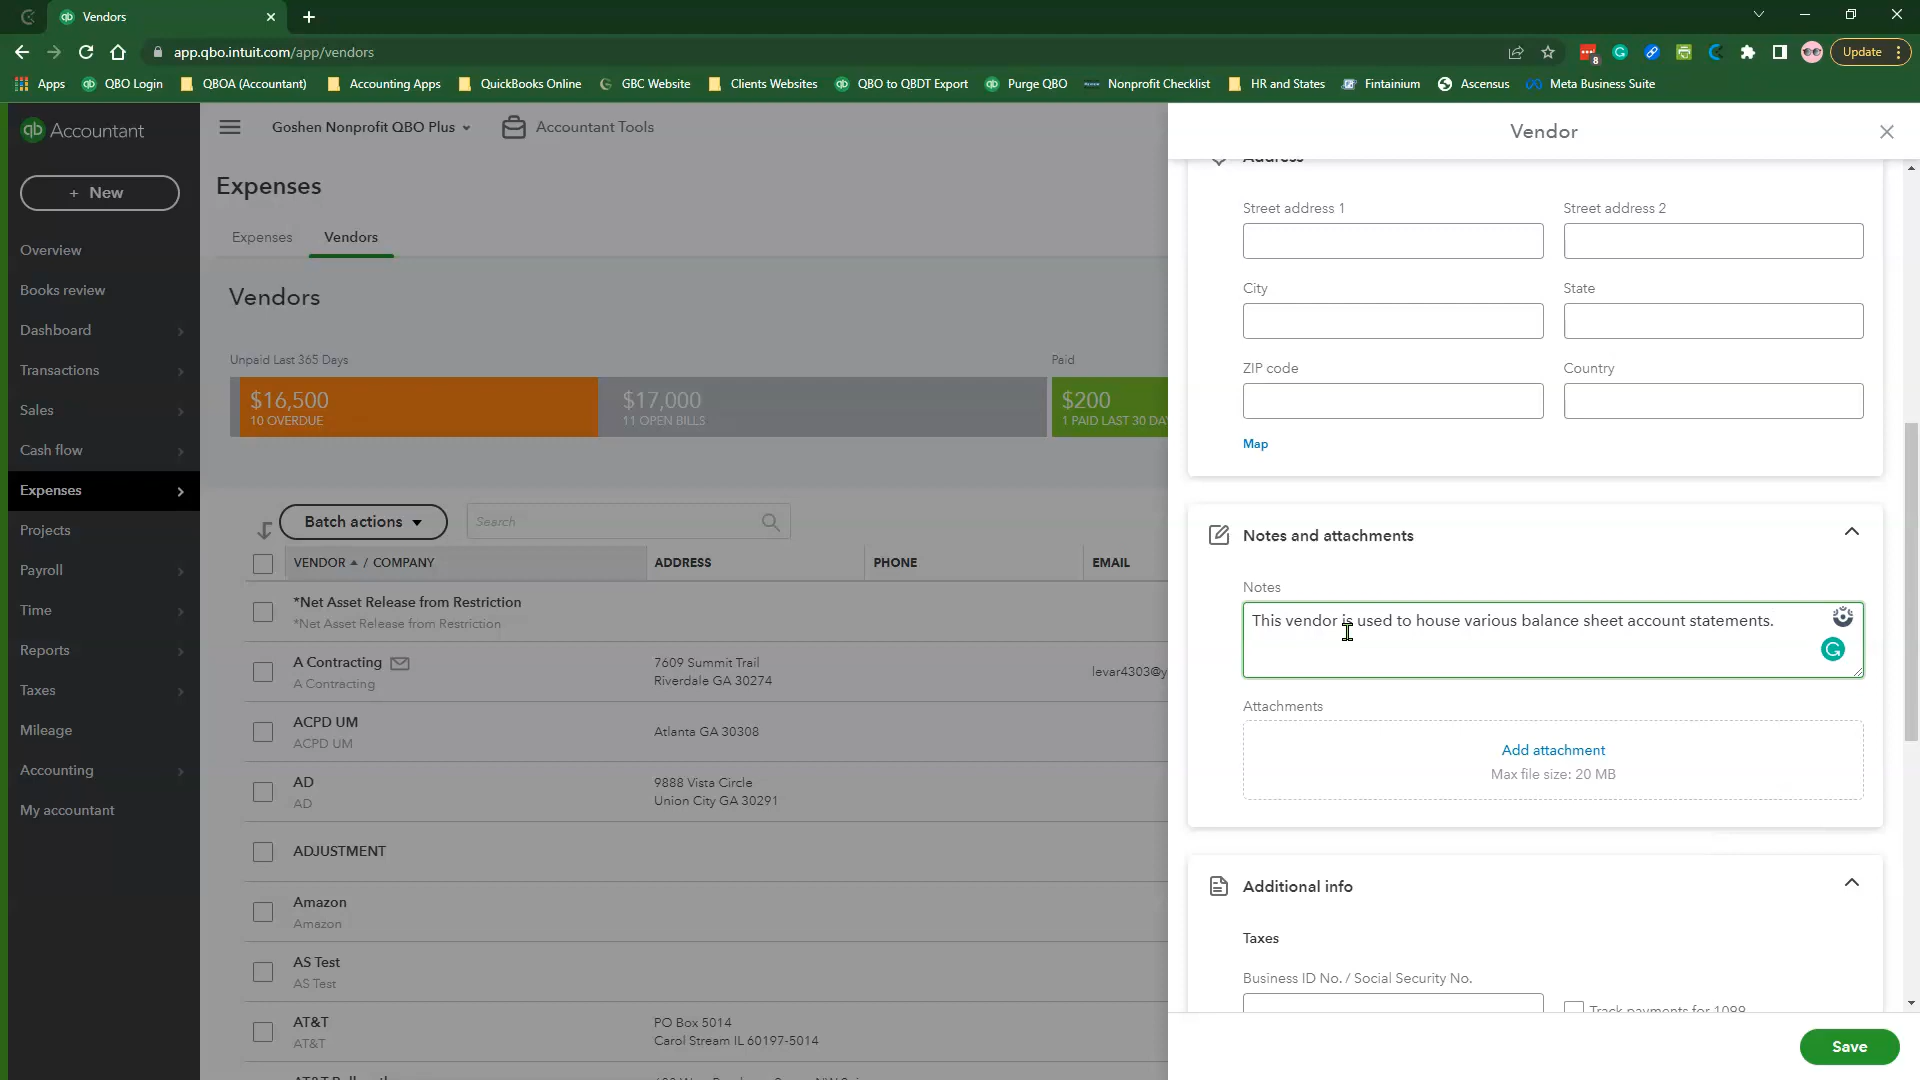 Vendors
app.qbo.intuit.com/app/vendors
Update
8
Apps
QBO Login
QBOA (Accountant)
Accounting Apps
QuickBooks Online
GBC Website
Clients Websites
QBO to QBDT Export
Purge QBO
Nonprofit Checklist
HR and States
Fintainium
Ascensus
Meta Business Suite
qb Accountant
+ New
Overview
Books review
Dashboard
Transactions
Sales
Cash flow
Expenses
Projects
Payroll
Time
Reports
Taxes
Mileage
Accounting
My accountant
Goshen Nonprofit QBO Plus
Accountant Tools
Expenses
Expenses Vendors
Vendors
Unpaid Last 365 Days
Paid
$16,500
10 OVERDUE
$17,000
11 OPEN BILLS
$200
1 PAID LAST 30 DA
Batch actions
Search
VENDOR / COMPANY
ADDRESS
PHONE
EMAIL
*Net Asset Release from Restriction
*Net Asset Release from Restriction
A Contracting
A Contracting
7609 Summit Trail
Riverdale GA 30274
levar4303@y
ACPD UM
ACPD UM
Atlanta GA 30308
AD
AD
9888 Vista Circle
Union City GA 30291
ADJUSTMENT
Amazon
Amazon
AS Test
AS Test
AT&T
AT&T
PO Box 5014
Carol Stream IL 60197-5014
Vendor
Address
Street address 1
Street address 2
City
State
ZIP code
Country
Map
Notes and attachments
Notes
This vendor is used to house various balance sheet account statements.
Attachments
Add attachment
Max file size: 20 MB
Additional info
Taxes
Business ID No. / Social Security No.
Track payments for 1099
Save